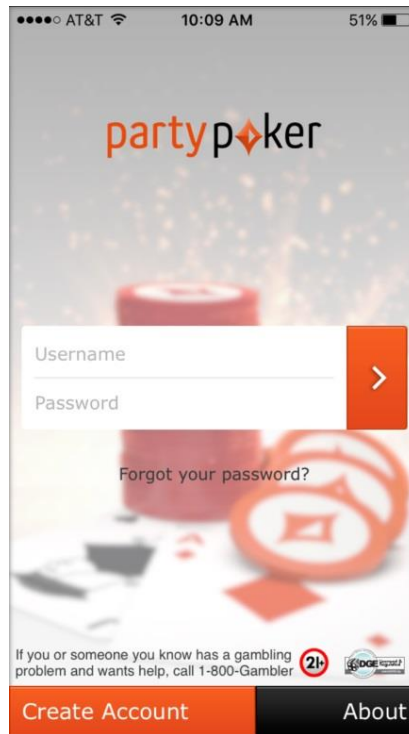 AT&T 10:09 AM 51%
partypoker
Username
Password
Forgot your password?
If you or someone you know has a gambling
problem and wants help, call 1-800-Gambler
21+
DGE
Create Account
About